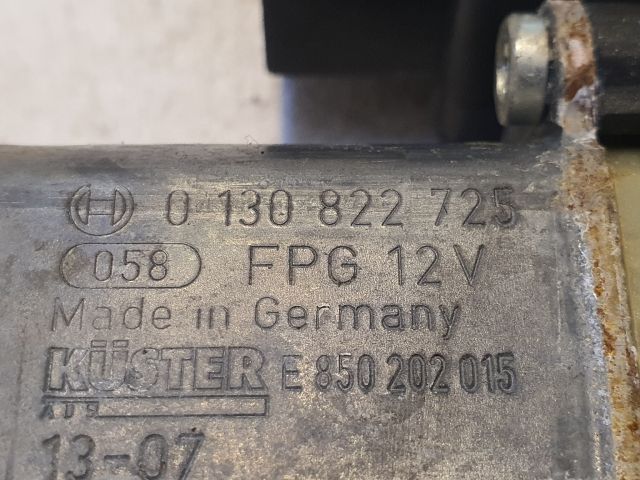 0 130 822 725
058 FPG 12V
Made in Germany
KÜSTER E 850 202 015
13-07